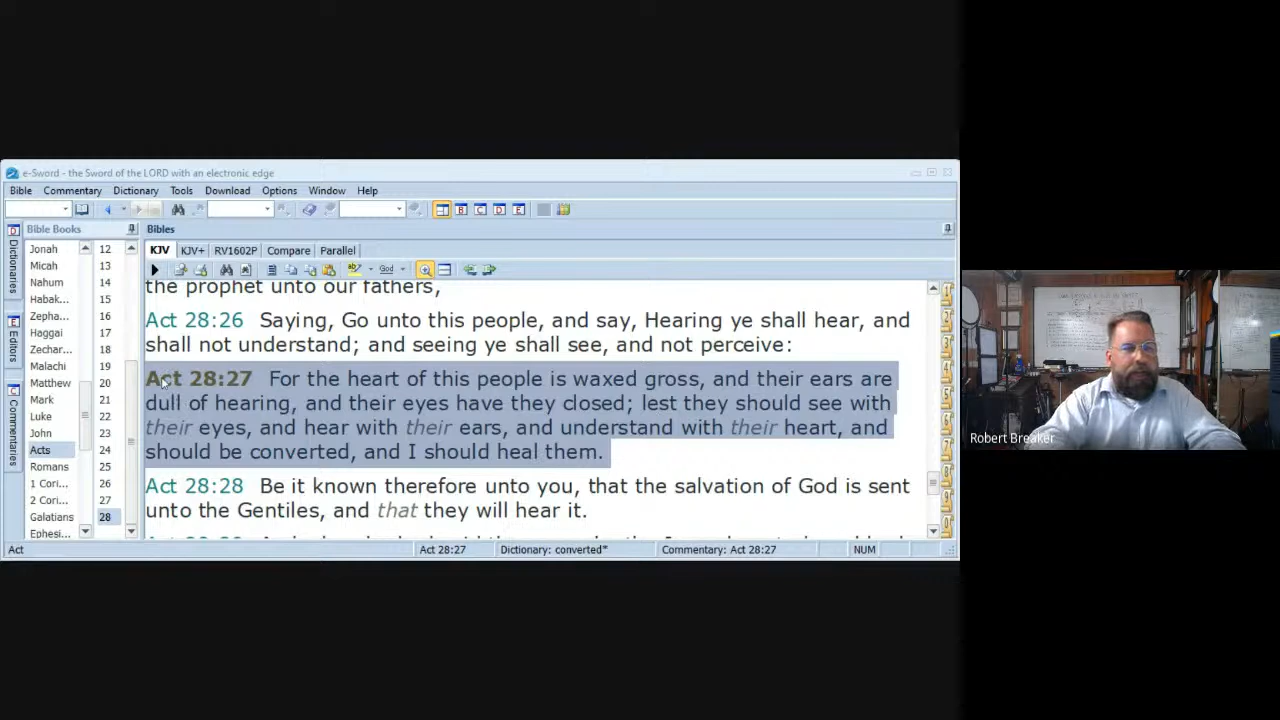 e-Sword - the Sword of the LORD with an electronic edge
Bible Commentary Dictionary Tools Download Options Window Help
B C D E
Bible Books
Bibles
Dictionaries
Editors
Commentaries
Jonah 12
Micah 13
Nahum 14
Habak... 15
Zepha... 16
Haggai 17
Zechar... 18
Malachi 19
Matthew 20
Mark 21
Luke 22
John 23
Acts 24
Romans 25
1 Cori... 26
2 Cori... 27
Galatians 28
Ephesi...
KJV KJV+ RV1602P Compare Parallel
God
the prophet unto our fathers,
Act 28:26 Saying, Go unto this people, and say, Hearing ye shall hear, and
shall not understand; and seeing ye shall see, and not perceive:
Act 28:27 For the heart of this people is waxed gross, and their ears are
dull of hearing, and their eyes have they closed; lest they should see with
their eyes, and hear with their ears, and understand with their heart, and
should be converted, and I should heal them.
Act 28:28 Be it known therefore unto you, that the salvation of God is sent
unto the Gentiles, and that they will hear it.
Act Act 28:27 Dictionary: converted* Commentary: Act 28:27 NUM
Robert Breaker